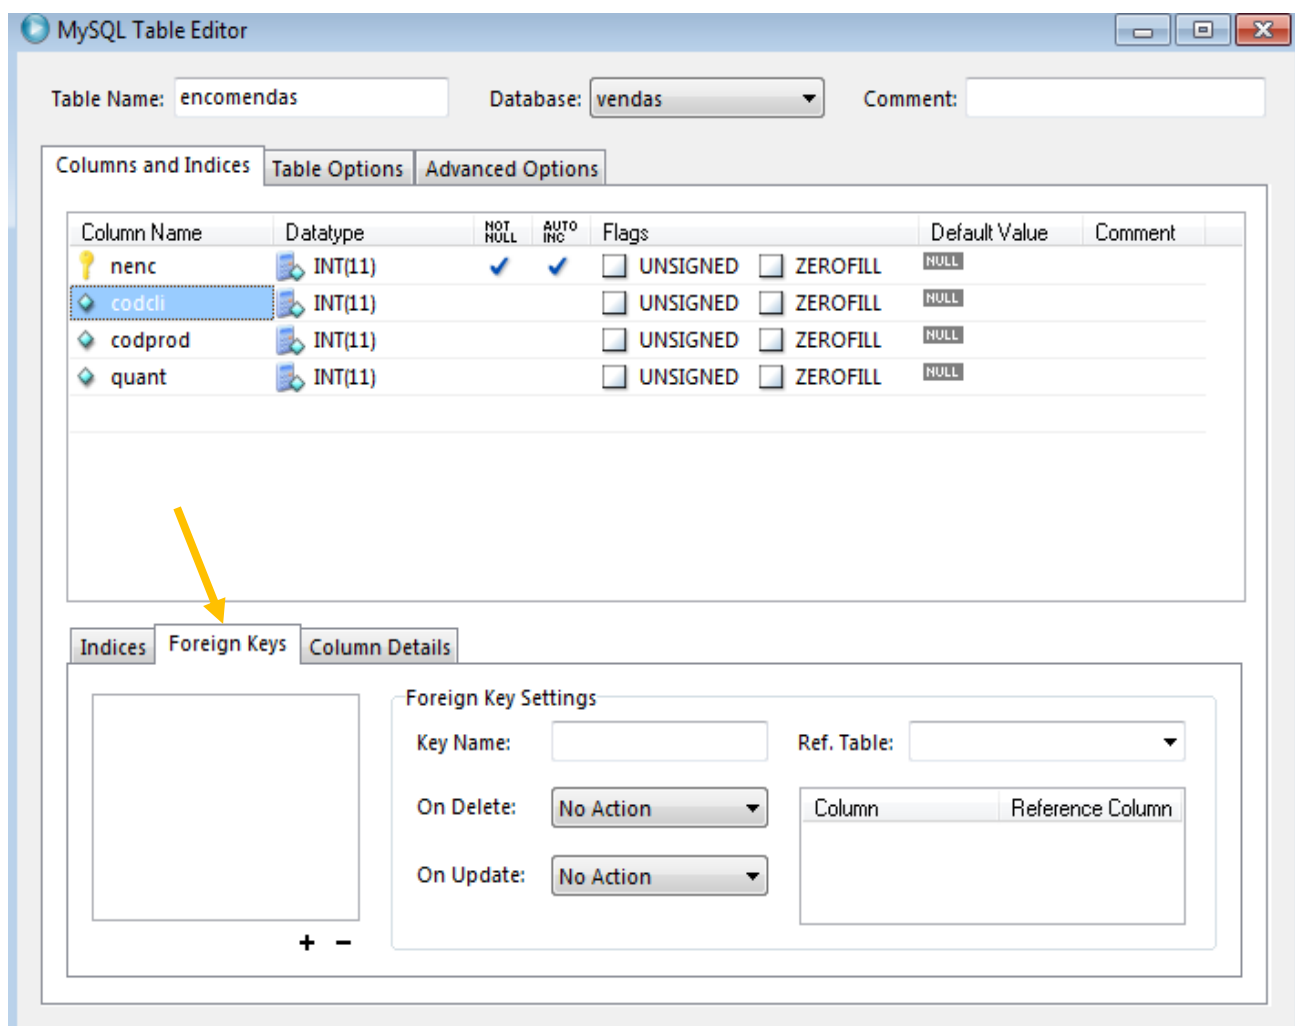 MySQL Table Editor
Table Name: encomendas Database: vendas Comment:
Columns and Indices Table Options Advanced Options
Column Name Datatype NOT NULL AUTO INC Flags Default Value Comment
nenc INT(11) UNSIGNED ZEROFILL NULL
codcli INT(11) UNSIGNED ZEROFILL NULL
codprod INT(11) UNSIGNED ZEROFILL NULL
quant INT(11) UNSIGNED ZEROFILL NULL
Indices Foreign Keys Column Details
Foreign Key Settings
Key Name: Ref. Table:
On Delete: No Action Column Reference Column
On Update: No Action
+ −